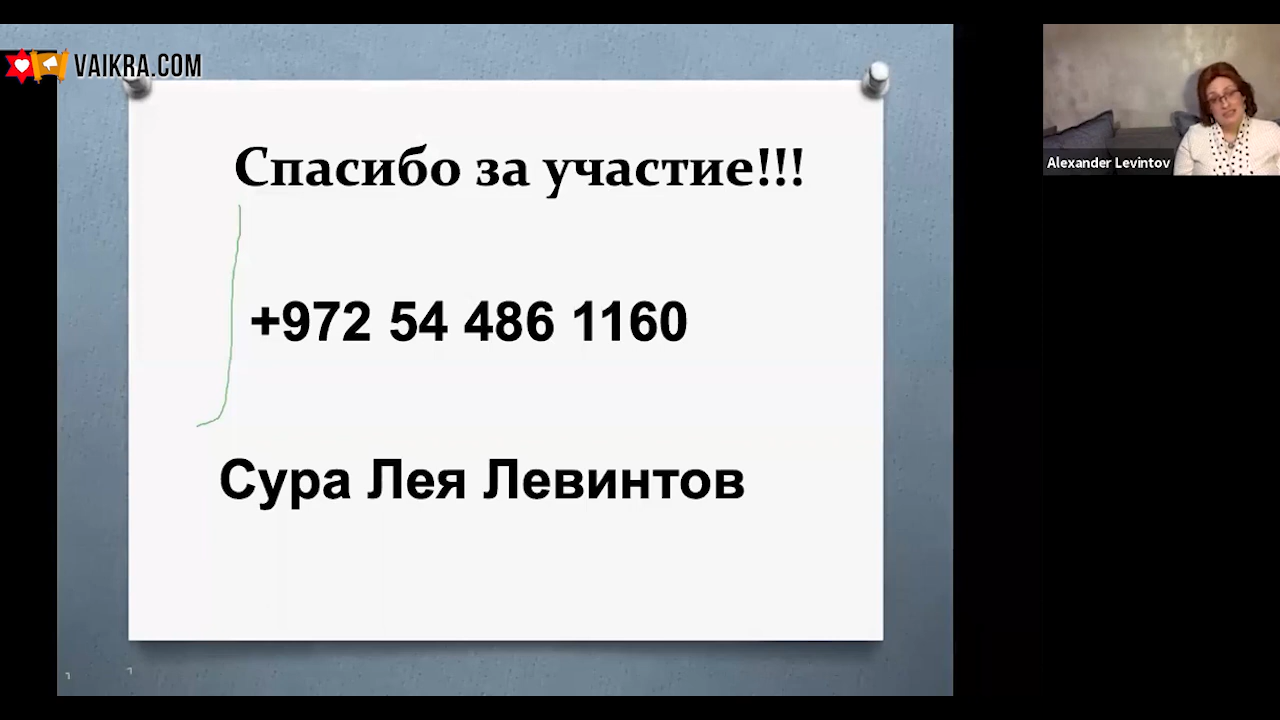 VAIKRA.COM
Спасибо за участие!!!
Alexander Levintov
+972 54 486 1160
Сура Лея Левинтов